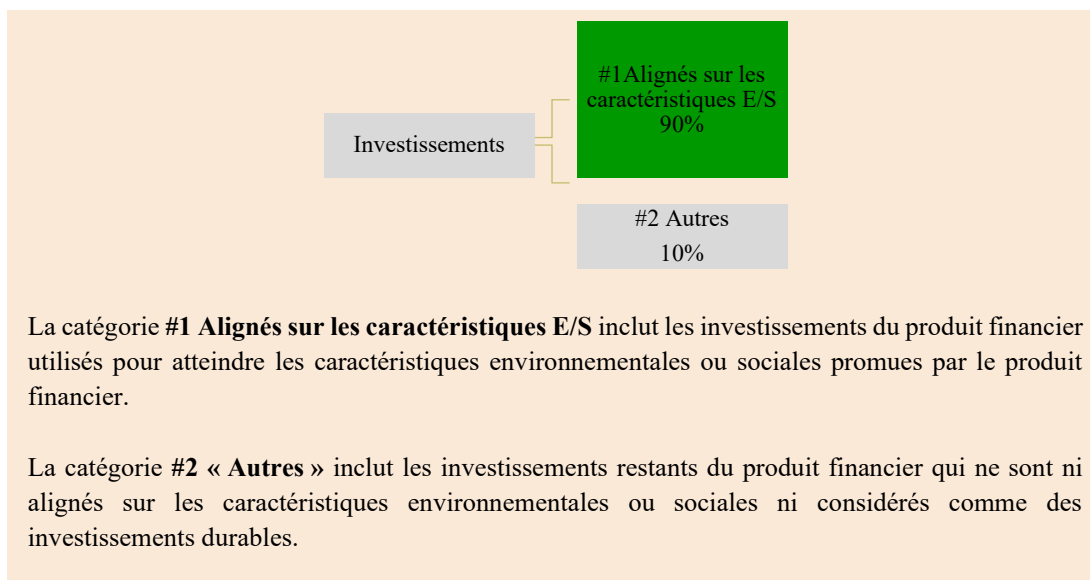 #1Alignés sur les
caractéristiques E/S
90%
Investissements
#2 Autres
10%
La catégorie #1 Alignés sur les caractéristiques E/S inclut les investissements du produit financier
utilisés pour atteindre les caractéristiques environnementales ou sociales promues par le produit
financier.
La catégorie #2 « Autres » inclut les investissements restants du produit financier qui ne sont ni
alignés sur les caractéristiques environnementales ou sociales ni considérés comme des
investissements durables.